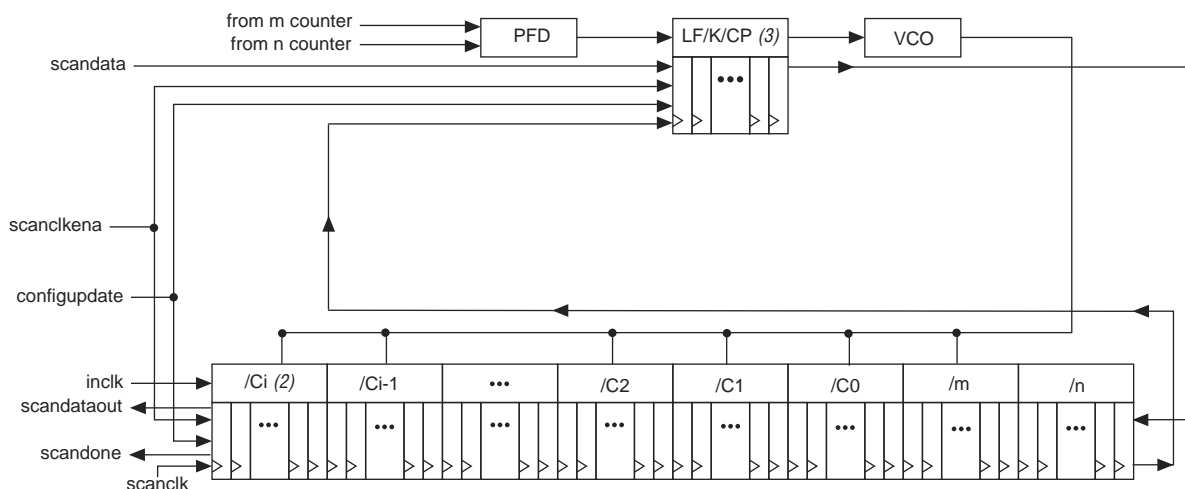 from m counter
from n counter
PFD
LF/K/CP (3)
VCO
scandata
•••
scanclkena
configupdate
inclk
/Ci (2)
/Ci-1
•••
/C2
/C1
/C0
/m
/n
scandataout
••• ••• ••• ••• ••• ••• ••• •••
scandone
scanclk